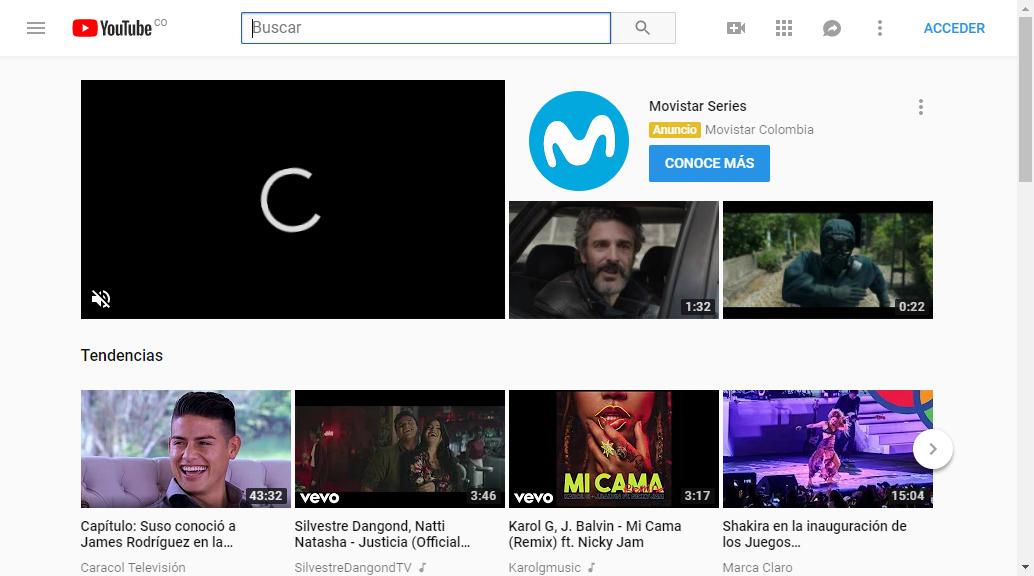 YouTube CO
Buscar
ACCEDER
Movistar Series
Anuncio Movistar Colombia
CONOCE MÁS
1:32
0:22
Tendencias
43:32
vevo
3:46
vevo
MI CAMA
3:17
15:04
Capítulo: Suso conoció a
James Rodríguez en la...
Caracol Televisión
Silvestre Dangond, Natti
Natasha - Justicia (Official...
SilvestreDangondTV
Karol G, J. Balvin - Mi Cama
(Remix) ft. Nicky Jam
Karolgmusic
Shakira en la inauguración de
los Juegos...
Marca Claro